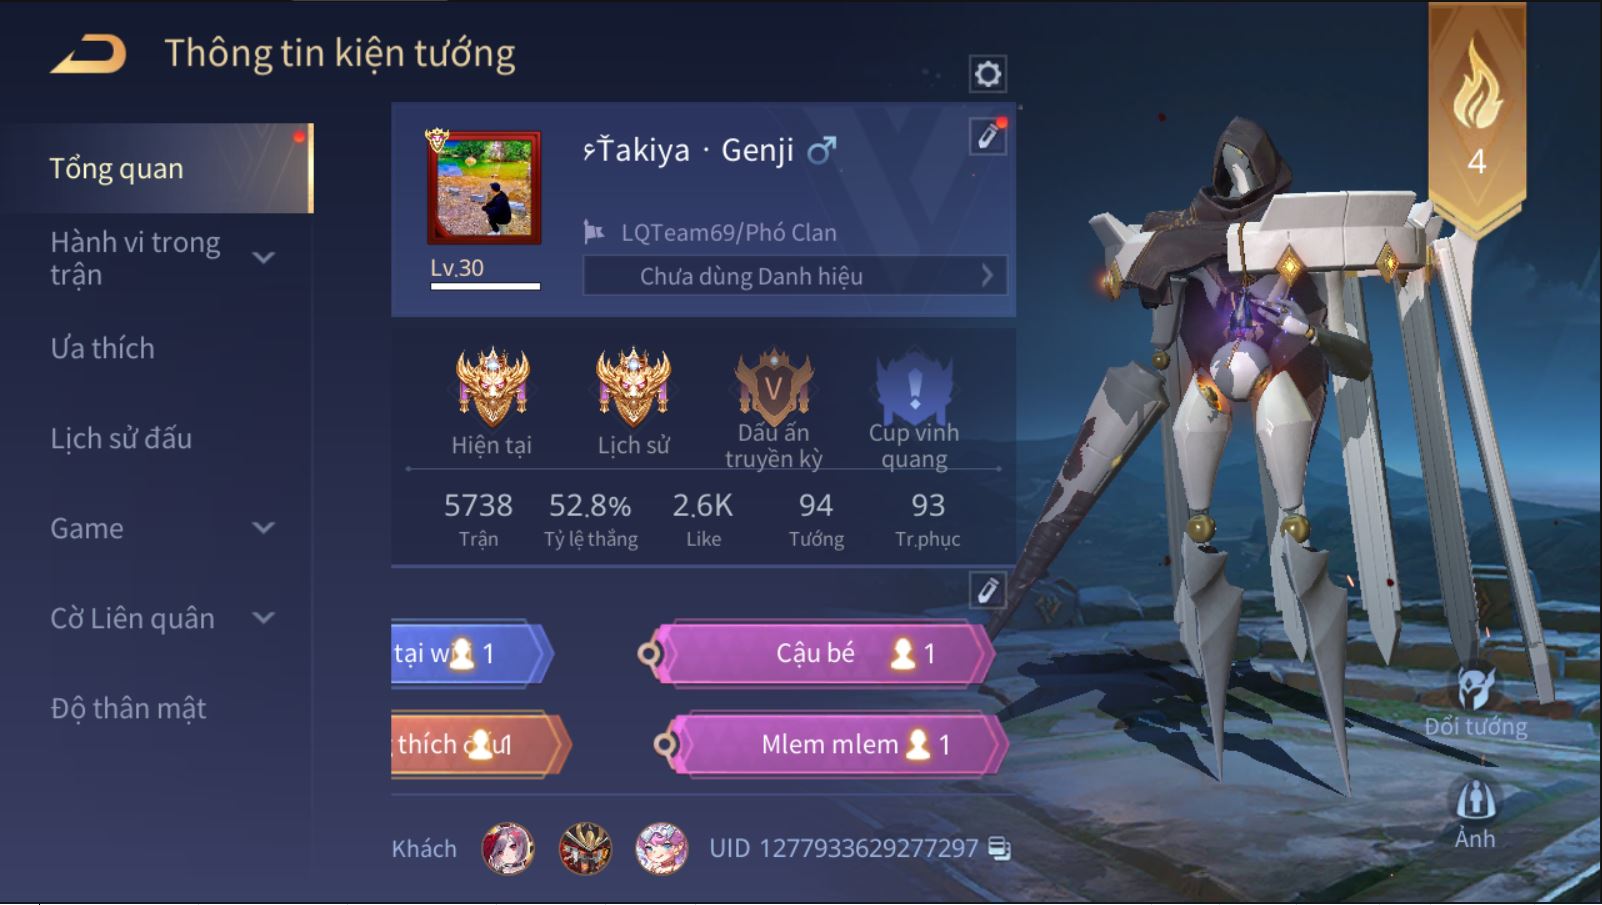 Thông tin kiện tướng
4
Tổng quan
Hành vi trong
trận
Ưa thích
Lịch sử đấu
Game
Cờ Liên quân
Độ thân mật
Ťakiya · Genji
Lv.30
LQTeam69/Phó Clan
Chưa dùng Danh hiệu
V
Hiện tại
Lịch sử
Dấu ấn
truyền kỳ
Cup vinh
quang
5738 52.8% 2.6K 94 93
Trận Tỷ lệ thắng Like Tướng Tr.phục
tại 1
Cậu bé 1
thích 1
Mlem mlem 1
Khách
UID 1277933629277297
Đổi tướng
Ảnh